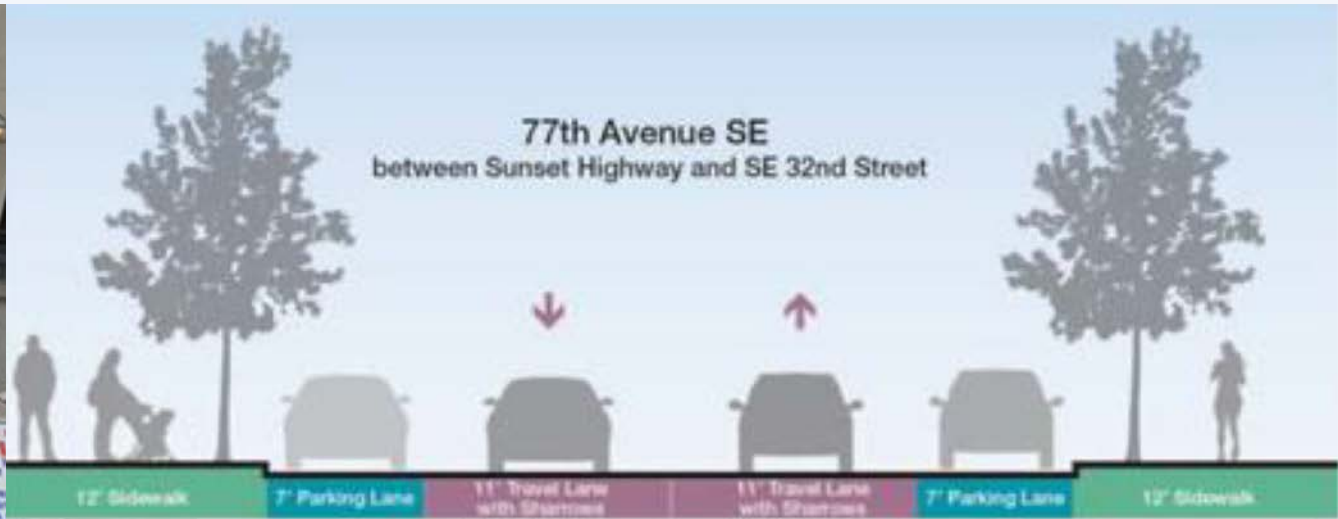 77th Avenue SE
between Sunset Highway and SE 32nd Street
12' Sidewalk
7' Parking Lane
11' Travel Lane
with Sharrows
11' Travel Lane
with Sharrows
7' Parking Lane
12' Sidewalk